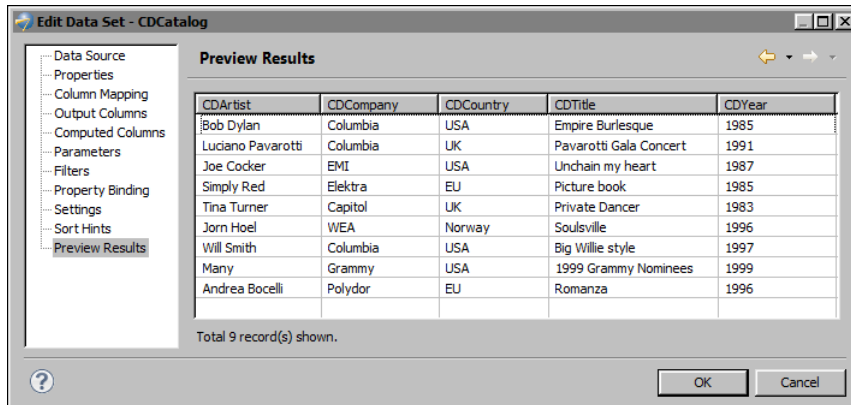 Edit Data Set - CDCatalog
Data Source
Properties
Column Mapping
Output Columns
Computed Columns
Parameters
Filters
Property Binding
Settings
Sort Hints
Preview Results
Preview Results
CDArtist CDCompany CDCountry CDTitle CDYear
Bob Dylan Columbia USA Empire Burlesque 1985
Luciano Pavarotti Columbia UK Pavarotti Gala Concert 1991
Joe Cocker EMI USA Unchain my heart 1987
Simply Red Elektra EU Picture book 1985
Tina Turner Capitol UK Private Dancer 1983
Jorn Hoel WEA Norway Soulsville 1996
Will Smith Columbia USA Big Willie style 1997
Many Grammy USA 1999 Grammy Nominees 1999
Andrea Bocelli Polydor EU Romanza 1996
Total 9 record(s) shown.
?
OK Cancel